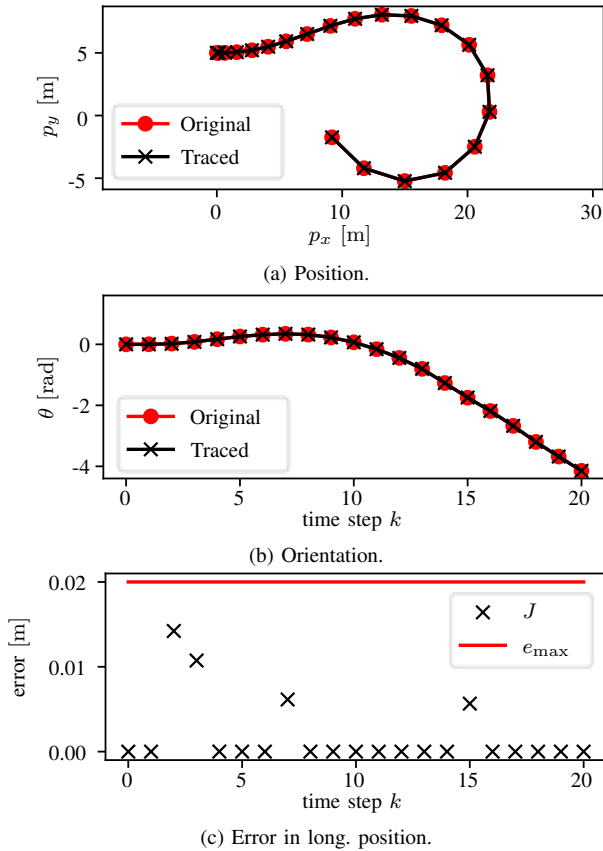 5
0
-5
p_y [m]
Original
Traced
0
10
20
30
p_x [m]
(a) Position.
0
-2
-4
θ [rad]
Original
Traced
0
5
10
15
20
time step k
(b) Orientation.
0.02
0.01
0.00
error [m]
J
e_max
0
5
10
15
20
time step k
(c) Error in long. position.